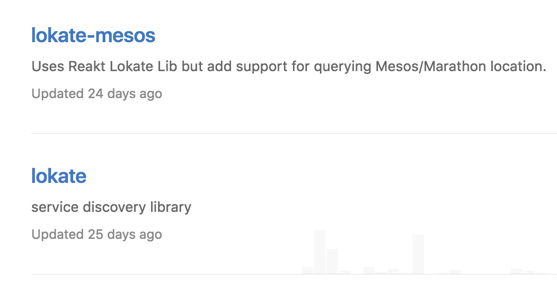 lokate-mesos
Uses Reakt Lokate Lib but add support for querying Mesos/Marathon location.
Updated 24 days ago
lokate
service discovery library
Updated 25 days ago